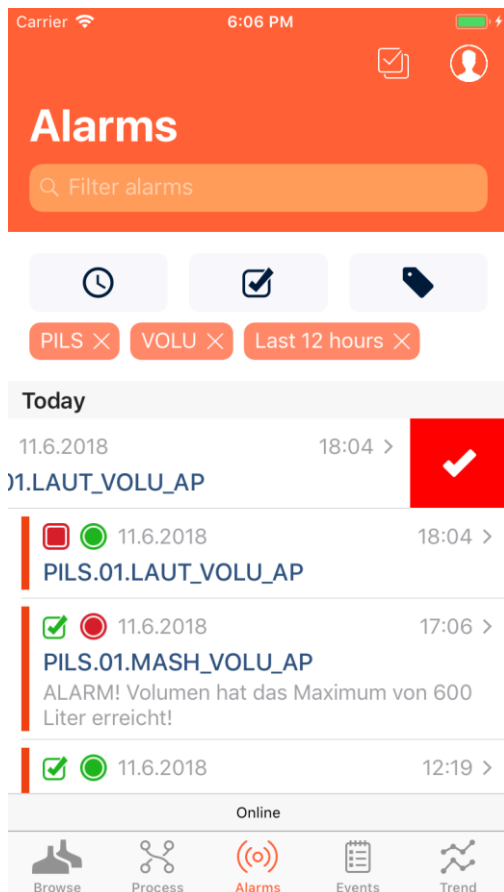 Carrier 6:06 PM
Alarms
Filter alarms
PILS VOLU Last 12 hours
Today
11.6.2018 18:04
01.LAUT_VOLU_AP
11.6.2018 18:04
PILS.01.LAUT_VOLU_AP
11.6.2018 17:06
PILS.01.MASH_VOLU_AP
ALARM! Volumen hat das Maximum von 600
Liter erreicht!
11.6.2018 12:19
Online
Browse Process Alarms Events Trend